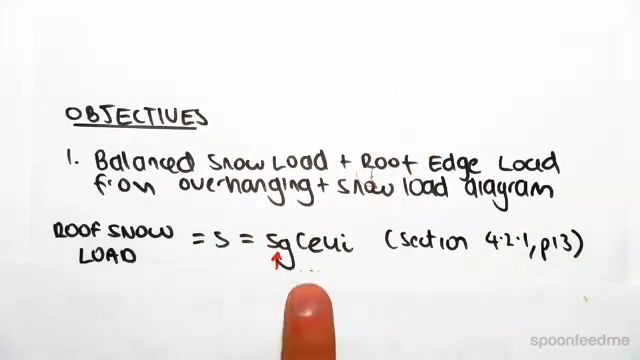 OBJECTIVES
1. Balanced Snow Load + Roof Edge Load
from overhanging + snow load diagram
ROOF SNOW LOAD = S = SgCeμi (Section 4.2.1, p13)
spoonfeedme